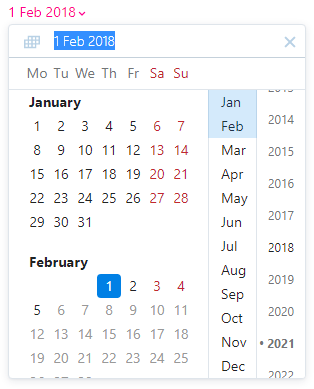 1 Feb 2018
1 Feb 2018
Mo Tu We Th Fr Sa Su
January
1 2 3 4 5 6 7
8 9 10 11 12 13 14
15 16 17 18 19 20 21
22 23 24 25 26 27 28
29 30 31
February
1 2 3 4
5 6 7 8 9 10 11
12 13 14 15 16 17 18
19 20 21 22 23 24 25
Jan
Feb
Mar
Apr
May
Jun
Jul
Aug
Sep
Oct
Nov
Dec
2014
2015
2016
2017
2018
2019
2020
• 2021
2022